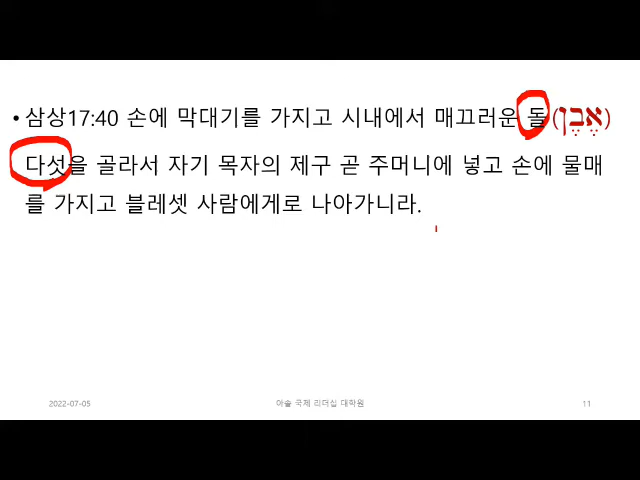 • 삼상17:40 손에 막대기를 가지고 시내에서 매끄러운 돌(אֶבֶן)
다섯을 골라서 자기 목자의 제구 곧 주머니에 넣고 손에 물매
를 가지고 블레셋 사람에게로 나아가니라.
2022-07-05 아솔 국제 리더십 대학원 11